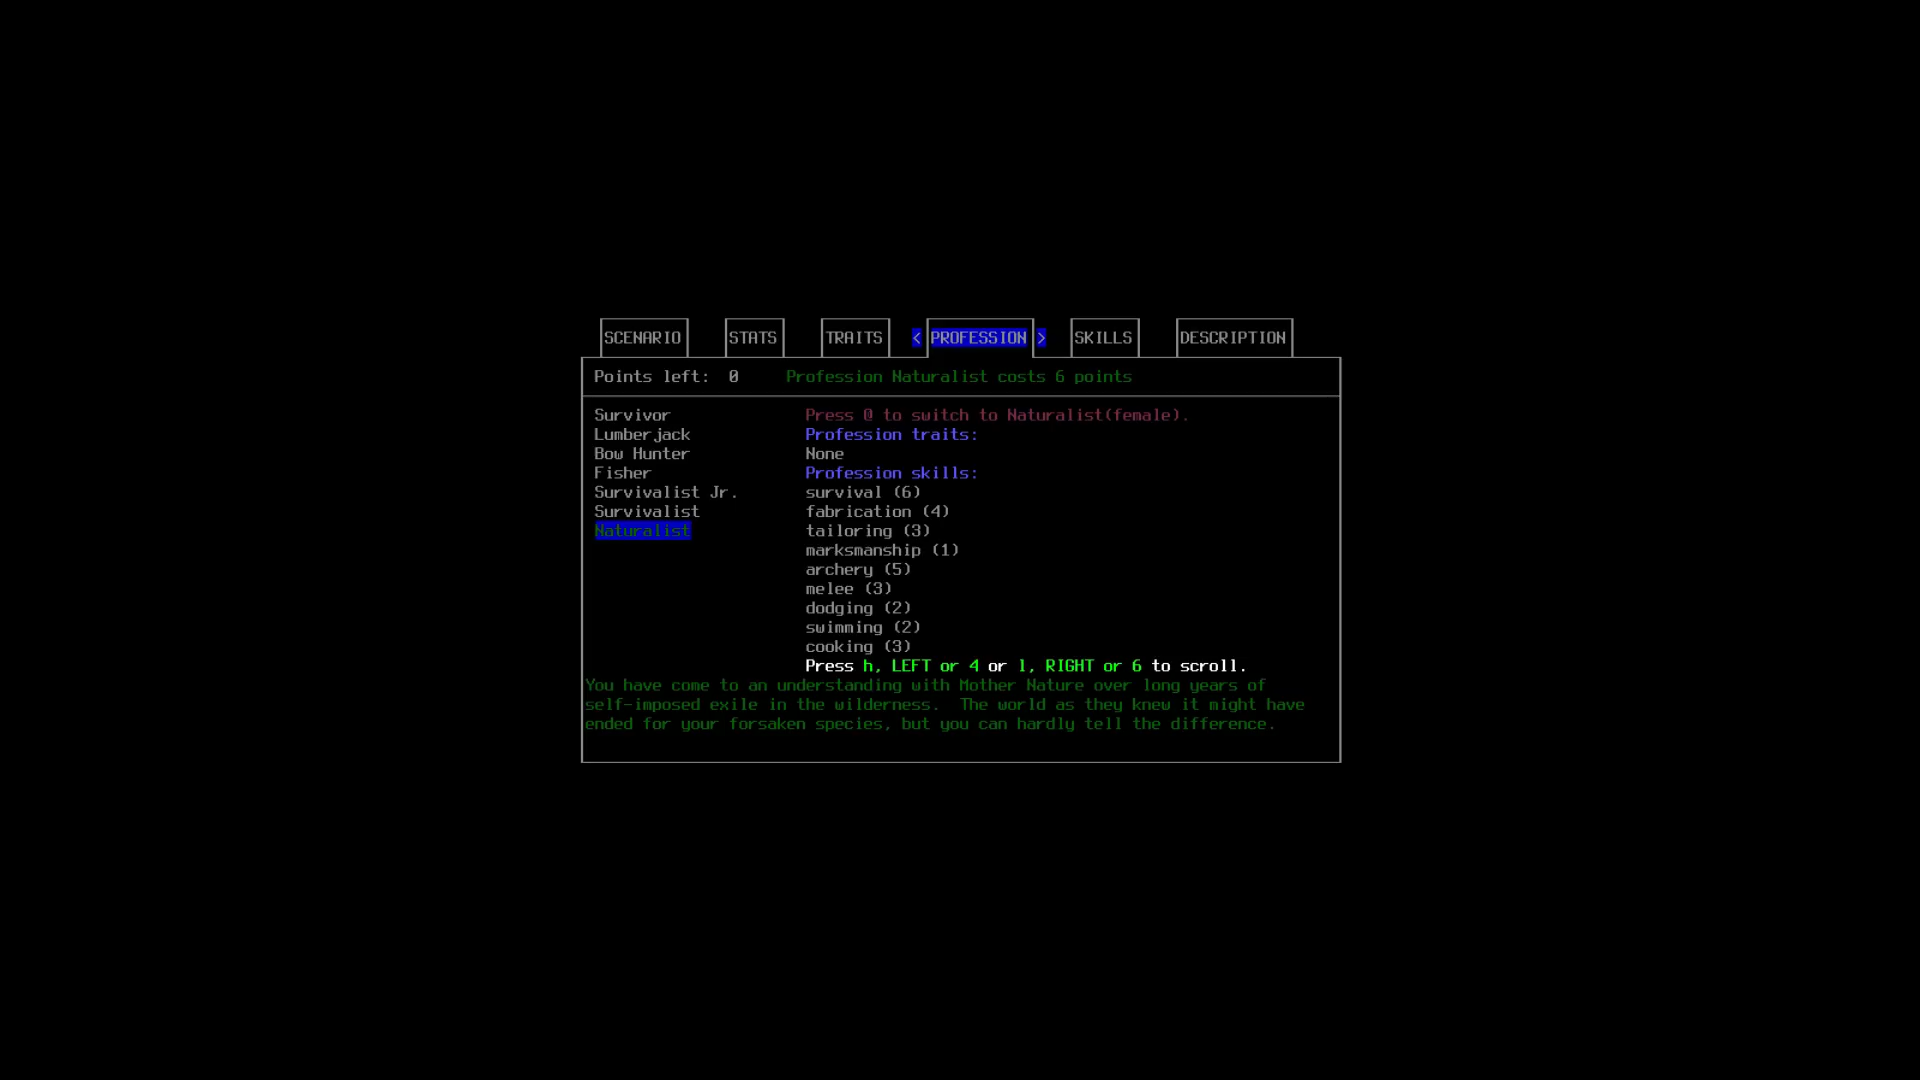 SCENARIO STATS TRAITS < PROFESSION > SKILLS DESCRIPTION
Points left: 0 Profession Naturalist costs 6 points
Survivor Press @ to switch to Naturalist(female).
Lumberjack Profession traits:
Bow Hunter None
Fisher Profession skills:
Survivalist Jr. survival (6)
Survivalist fabrication (4)
Naturalist tailoring (3)
marksmanship (1)
archery (5)
melee (3)
dodging (2)
swimming (2)
cooking (3)
Press h, LEFT or 4 or l, RIGHT or 6 to scroll.
You have come to an understanding with Mother Nature over long years of
self-imposed exile in the wilderness.  The world as they knew it might have
ended for your forsaken species, but you can hardly tell the difference.